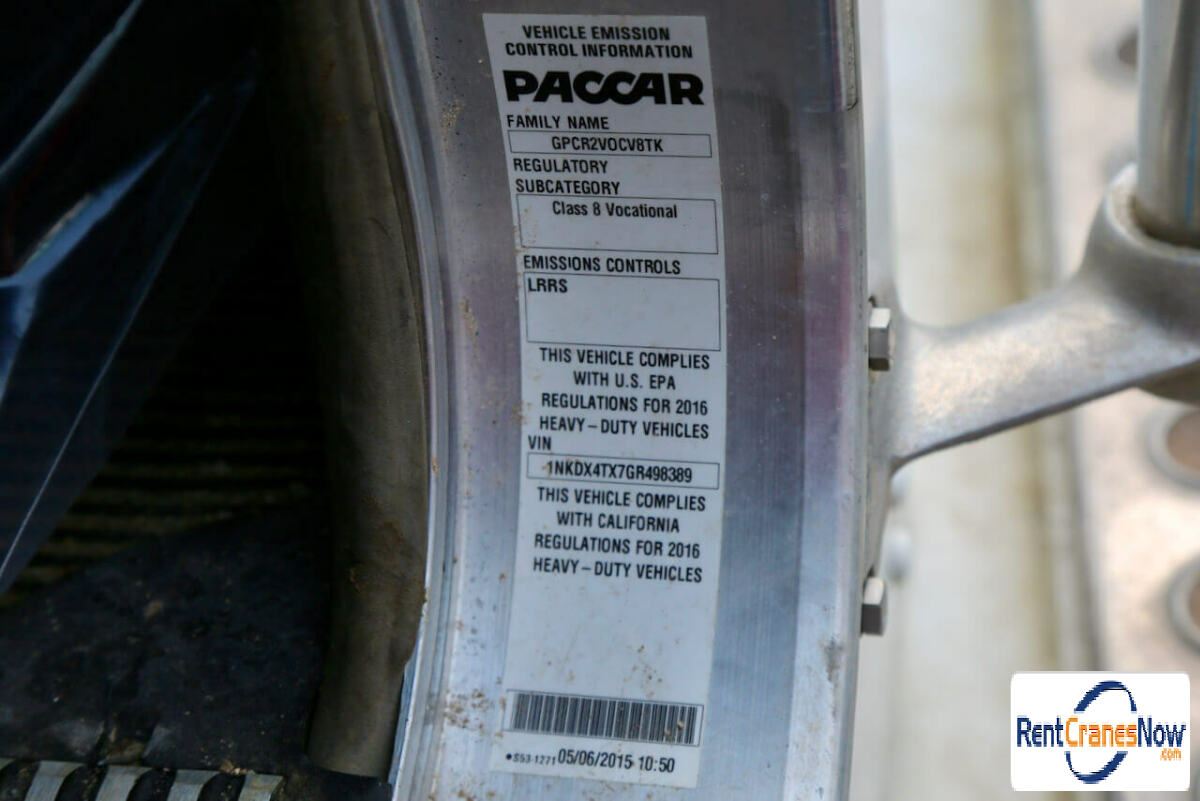 VEHICLE EMISSION
CONTROL INFORMATION
PACCAR
FAMILY NAME
GPCR2VOCV8TK
REGULATORY
SUBCATEGORY
Class 8 Vocational
EMISSIONS CONTROLS
LRRS
THIS VEHICLE COMPLIES
WITH U.S. EPA
REGULATIONS FOR 2016
HEAVY-DUTY VEHICLES
VIN
1NKDX4TX7GR498389
THIS VEHICLE COMPLIES
WITH CALIFORNIA
REGULATIONS FOR 2016
HEAVY-DUTY VEHICLES
•S53-1271 05/06/2015 10:50
RentCranesNow
.com